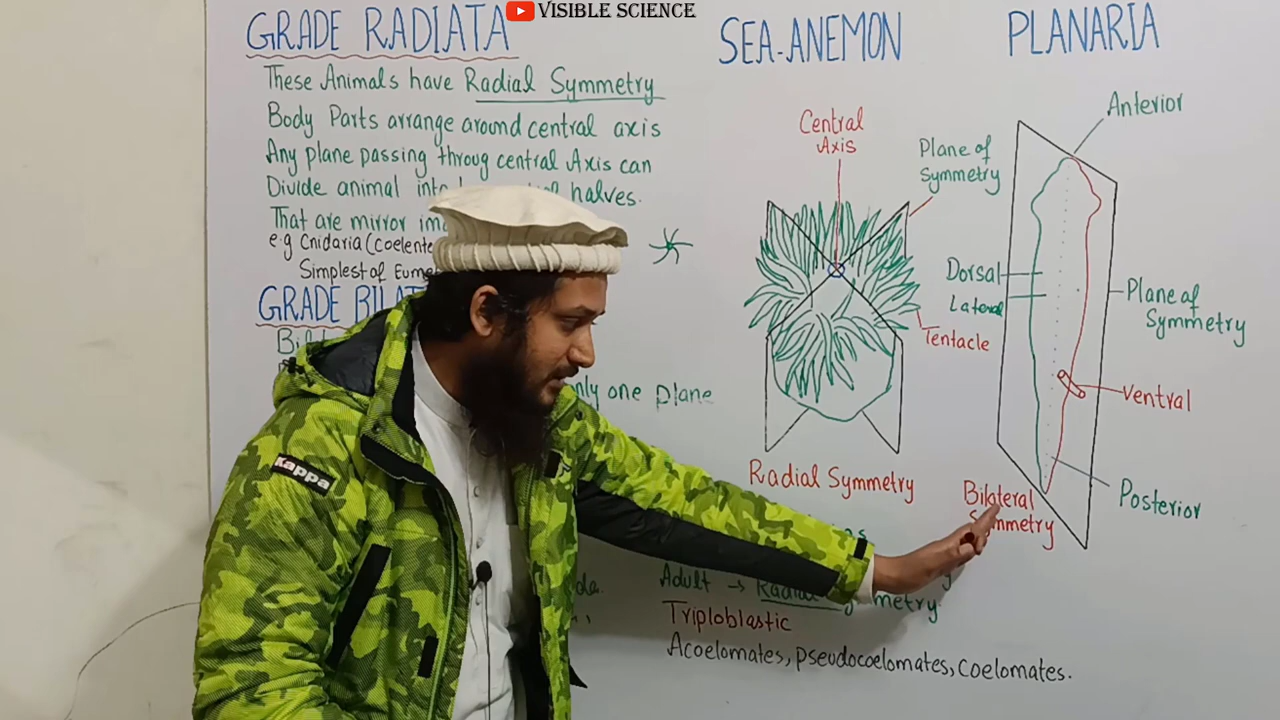 VISIBLE SCIENCE
GRADE RADIATA
These Animals have Radial Symmetry
Body Parts arrange around central axis
Any plane passing throug central Axis can
Divide animal into halves.
That are mirror
e.g Cnidaria (Coelente
Simplest of Eume
GRADE BILAT
only one plane
SEA-ANEMON
Central
Axis
Plane of
Symmetry
Tentacle
Radial Symmetry
PLANARIA
Anterior
Dorsal
Lateral
Plane of
Symmetry
Ventral
Posterior
Bilateral
Symmetry
Adult → Radial Symmetry
Triploblastic
Acoelomates, pseudocoelomates, coelomates.
Kappa